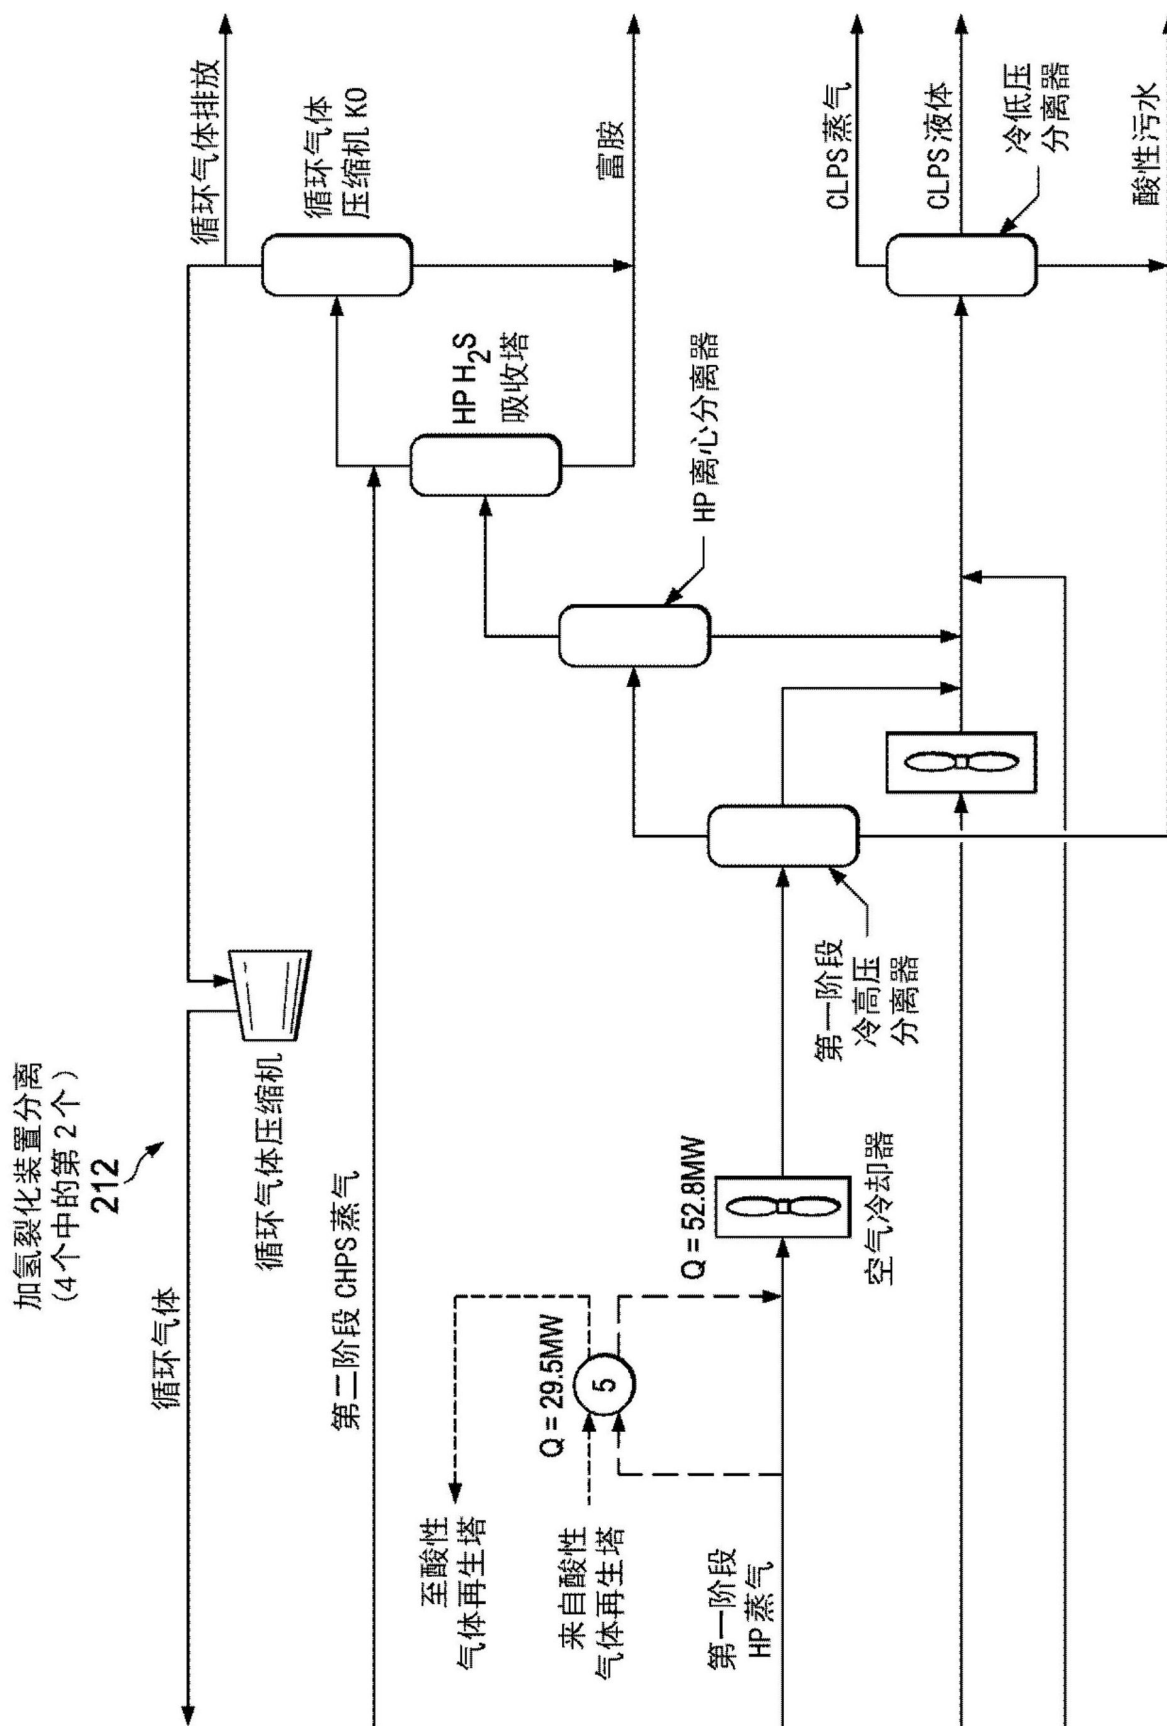 加氢裂化装置分离
(4个中的第2个)
212
循环气体
循环气体压缩机
循环气体排放
循环气体
压缩机 KO
第二阶段 CHPS 蒸气
HP H₂S
吸收塔
富胺
至酸性
气体再生塔
Q = 29.5MW
5
来自酸性
气体再生塔
HP 离心分离器
第一阶段
HP 蒸气
Q = 52.8MW
空气冷却器
第一阶段
冷高压
分离器
CLPS 蒸气
CLPS 液体
冷低压
分离器
酸性污水